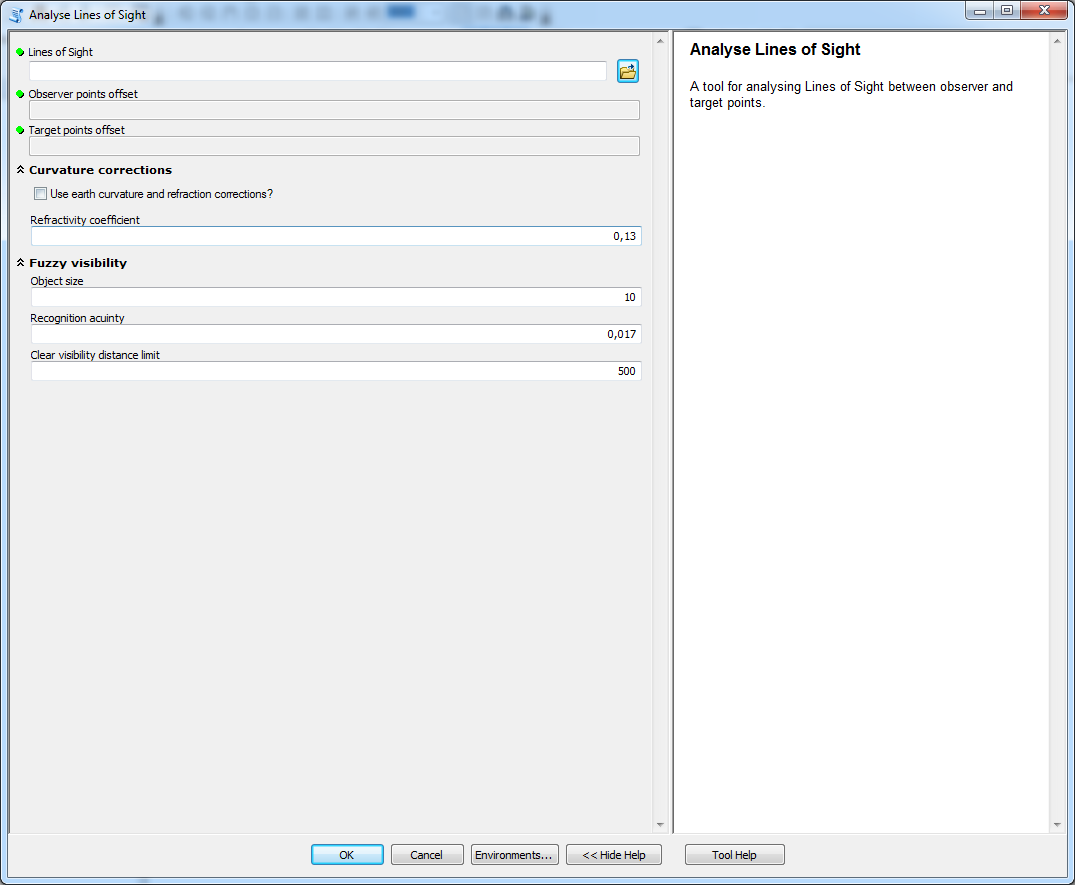 Analyse Lines of Sight
Lines of Sight
Observer points offset
Target points offset
Curvature corrections
Use earth curvature and refraction corrections?
Refractivity coefficient
0,13
Fuzzy visibility
Object size
10
Recognition acuinty
0,017
Clear visibility distance limit
500
Analyse Lines of Sight
A tool for analysing Lines of Sight between observer and
target points.
OK
Cancel
Environments...
<< Hide Help
Tool Help